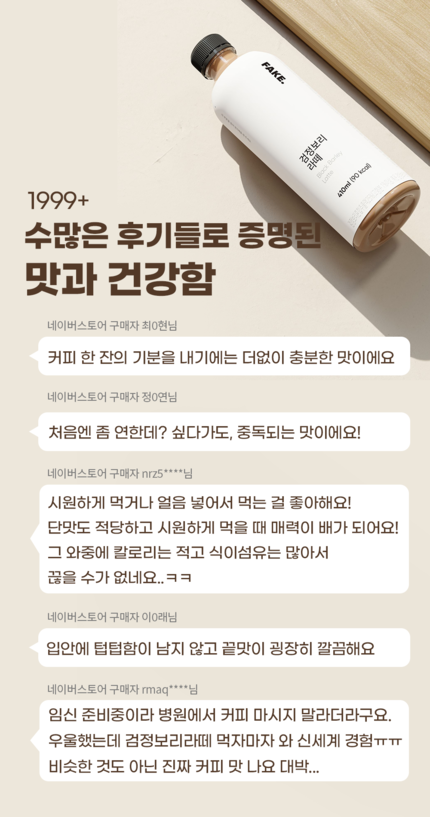 FAKE.
검정보리
라떼
Black Barley
Latte
410ml (90 kcal)
1999+
수많은 후기들로 증명된
맛과 건강함
네이버스토어 구매자 최0현님
커피 한 잔의 기분을 내기에는 더없이 충분한 맛이에요
네이버스토어 구매자 정0연님
처음엔 좀 연한데? 싶다가도, 중독되는 맛이에요!
네이버스토어 구매자 nrz5****님
시원하게 먹거나 얼음 넣어서 먹는 걸 좋아해요!
단맛도 적당하고 시원하게 먹을 때 매력이 배가 되어요!
그 와중에 칼로리는 적고 식이섬유는 많아서
끊을 수가 없네요..ㅋㅋ
네이버스토어 구매자 이0래님
입안에 텁텁함이 남지 않고 끝맛이 굉장히 깔끔해요
네이버스토어 구매자 rmaq****님
임신 준비중이라 병원에서 커피 마시지 말라더라구요.
우울했는데 검정보리라떼 먹자마자 와 신세계 경험ㅠㅠ
비슷한 것도 아닌 진짜 커피 맛 나요 대박...